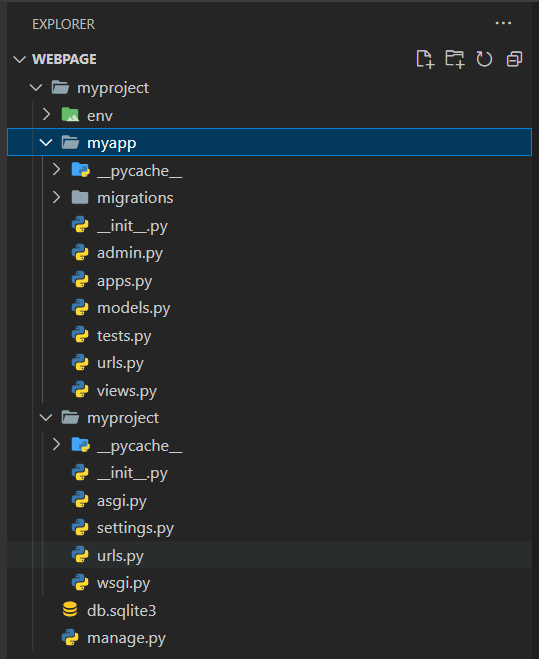 EXPLORER
WEBPAGE
myproject
env
myapp
__pycache__
migrations
__init__.py
admin.py
apps.py
models.py
tests.py
urls.py
views.py
myproject
__pycache__
__init__.py
asgi.py
settings.py
urls.py
wsgi.py
db.sqlite3
manage.py